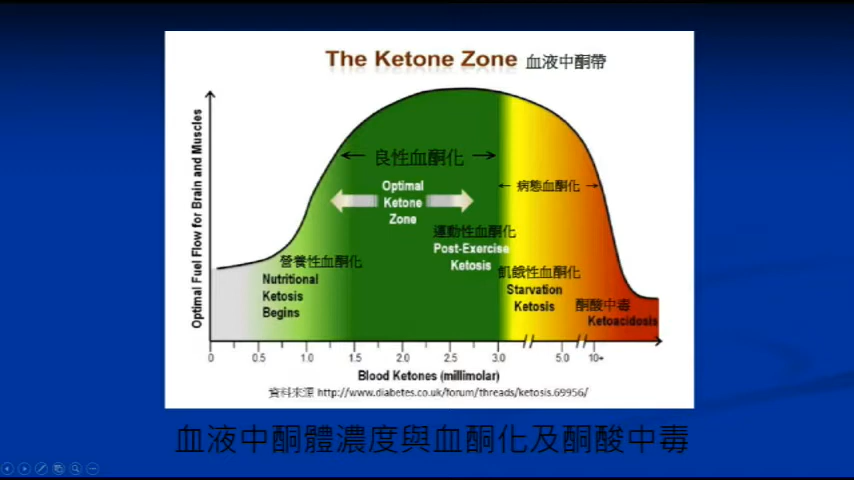 The Ketone Zone 血液中酮帶
Optimal Fuel Flow for Brain and Muscles
良性血酮化
病態血酮化
Optimal
Ketone
Zone
運動性血酮化
Post-Exercise
Ketosis
營養性血酮化
Nutritional
Ketosis
Begins
飢餓性血酮化
Starvation
Ketosis
酮酸中毒
Ketoacidosis
0 0.5 1.0 1.5 2.0 2.5 3.0 5.0 10+
Blood Ketones (millimolar)
資料來源 http://www.diabetes.co.uk/forum/threads/ketosis.69956/
血液中酮體濃度與血酮化及酮酸中毒